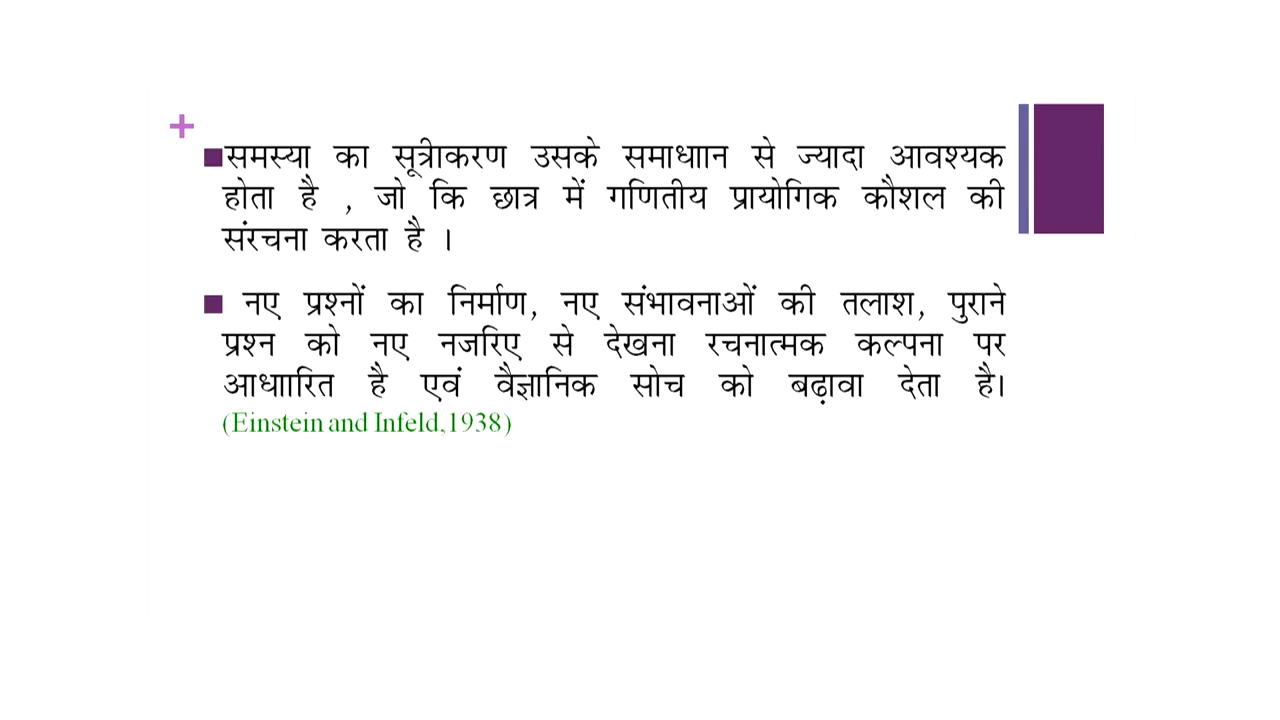 समस्या का सूत्रीाकरण उसके समाधाान से ज्यादा आवश्यक
होता है , जो कि छात्र में गणितीय प्रायोगिक कौशल की
संरचना करता है ।
नए प्रश्नों का निर्माण, नए संभावनाओं की तलाश, पुराने
प्रश्न को नए नजरिए से देखना रचनात्मक कल्पना पर
आधाारित है एवं वैज्ञानिक सोच को बढ़ावा देता है।
(Einstein and Infeld,1938)